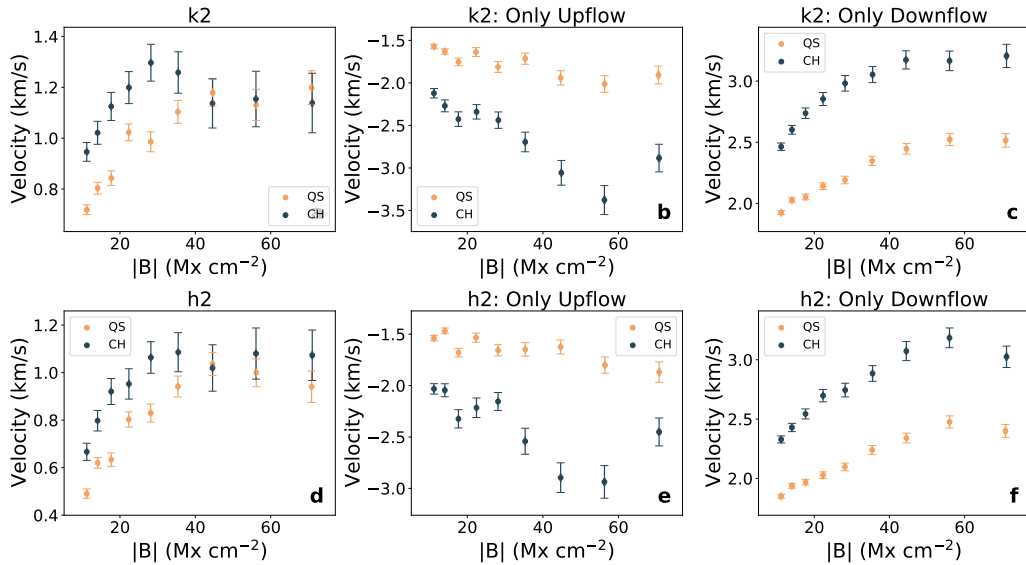 k2
Velocity (km/s)
1.4
1.2
1.0
0.8
QS
CH
20
40
60
|B| (Mx cm⁻²)
k2: Only Upflow
Velocity (km/s)
−1.5
−2.0
−2.5
−3.0
−3.5
QS
CH
b
20
40
60
|B| (Mx cm⁻²)
k2: Only Downflow
Velocity (km/s)
3.0
2.5
2.0
QS
CH
c
20
40
60
|B| (Mx cm⁻²)
h2
Velocity (km/s)
1.2
1.0
0.8
0.6
0.4
QS
CH
d
20
40
60
|B| (Mx cm⁻²)
h2: Only Upflow
Velocity (km/s)
−1.5
−2.0
−2.5
−3.0
QS
CH
e
20
40
60
|B| (Mx cm⁻²)
h2: Only Downflow
Velocity (km/s)
3.0
2.5
2.0
QS
CH
f
20
40
60
|B| (Mx cm⁻²)